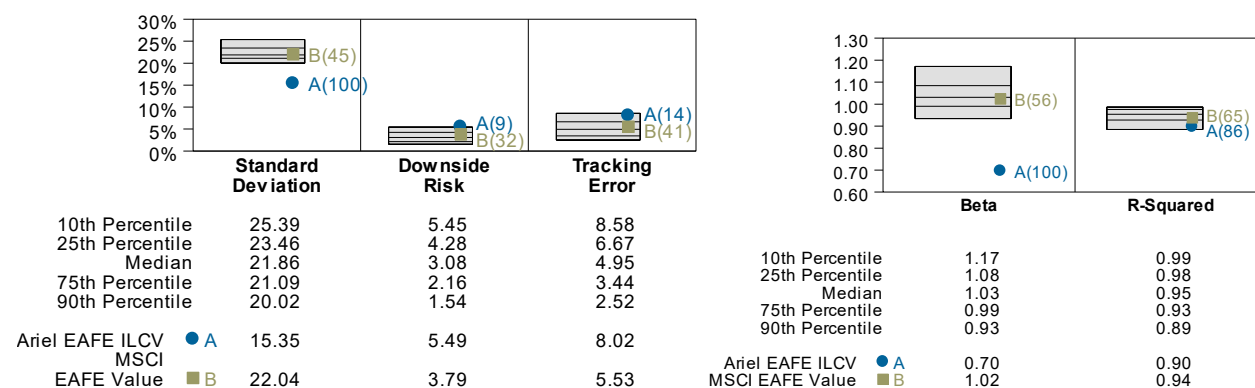 30%
25%
20%
15%
10%
5%
0%
B(45)
A(100)
A(9)
B(32)
A(14)
B(41)
Standard Deviation
Downside Risk
Tracking Error
10th Percentile 25.39 5.45 8.58
25th Percentile 23.46 4.28 6.67
Median 21.86 3.08 4.95
75th Percentile 21.09 2.16 3.44
90th Percentile 20.02 1.54 2.52
Ariel EAFE ILCV A 15.35 5.49 8.02
MSCI
EAFE Value B 22.04 3.79 5.53
1.30
1.20
1.10
1.00
0.90
0.80
0.70
0.60
B(56)
A(100)
B(65)
A(86)
Beta
R-Squared
10th Percentile 1.17 0.99
25th Percentile 1.08 0.98
Median 1.03 0.95
75th Percentile 0.99 0.93
90th Percentile 0.93 0.89
Ariel EAFE ILCV A 0.70 0.90
MSCI EAFE Value B 1.02 0.94